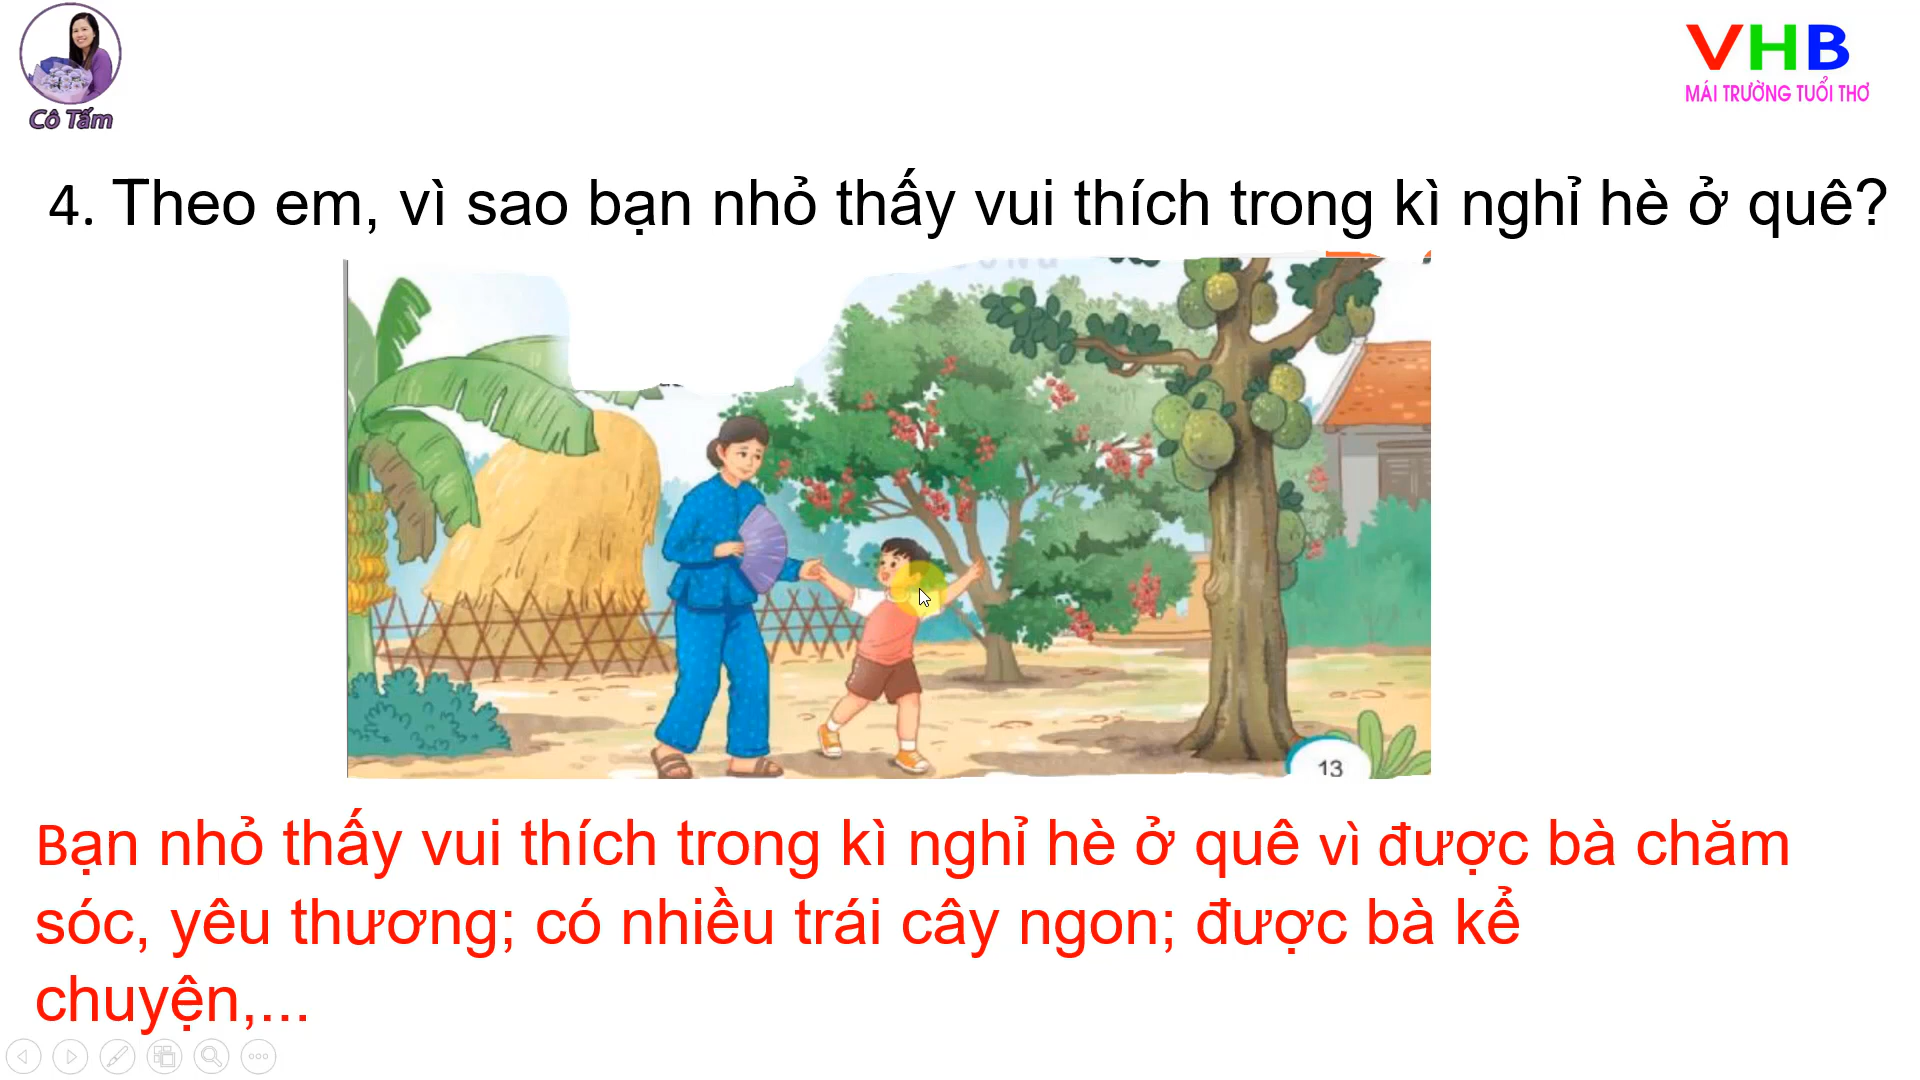 Cô Tấm
VHB
MÁI TRƯỜNG TUỔI THƠ
4. Theo em, vì sao bạn nhỏ thấy vui thích trong kì nghỉ hè ở quê?
13
Bạn nhỏ thấy vui thích trong kì nghỉ hè ở quê vì được bà chăm
sóc, yêu thương; có nhiều trái cây ngon; được bà kể
chuyện,...